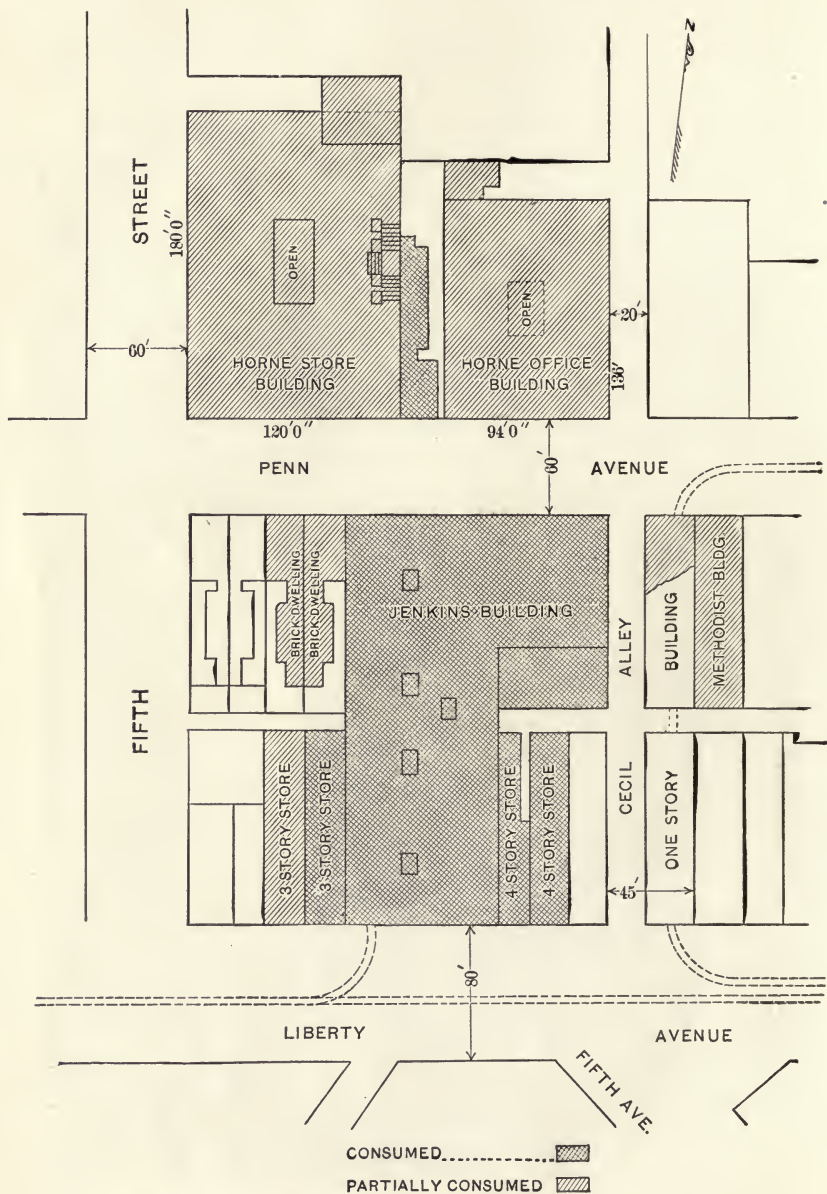 N
STREET
180'0"
OPEN
OPEN
20'
60'
HORNE STORE
BUILDING
HORNE OFFICE
BUILDING
136'
120'0"
94'0"
PENN
60'
AVENUE
BRICK DWELLING
BRICK DWELLING
JENKINS BUILDING
ALLEY
BUILDING
METHODIST BLDG.
FIFTH
3 STORY STORE
3 STORY STORE
4 STORY STORE
4 STORY STORE
CECIL
ONE STORY
45'
80'
LIBERTY
AVENUE
FIFTH AVE.
CONSUMED
PARTIALLY CONSUMED